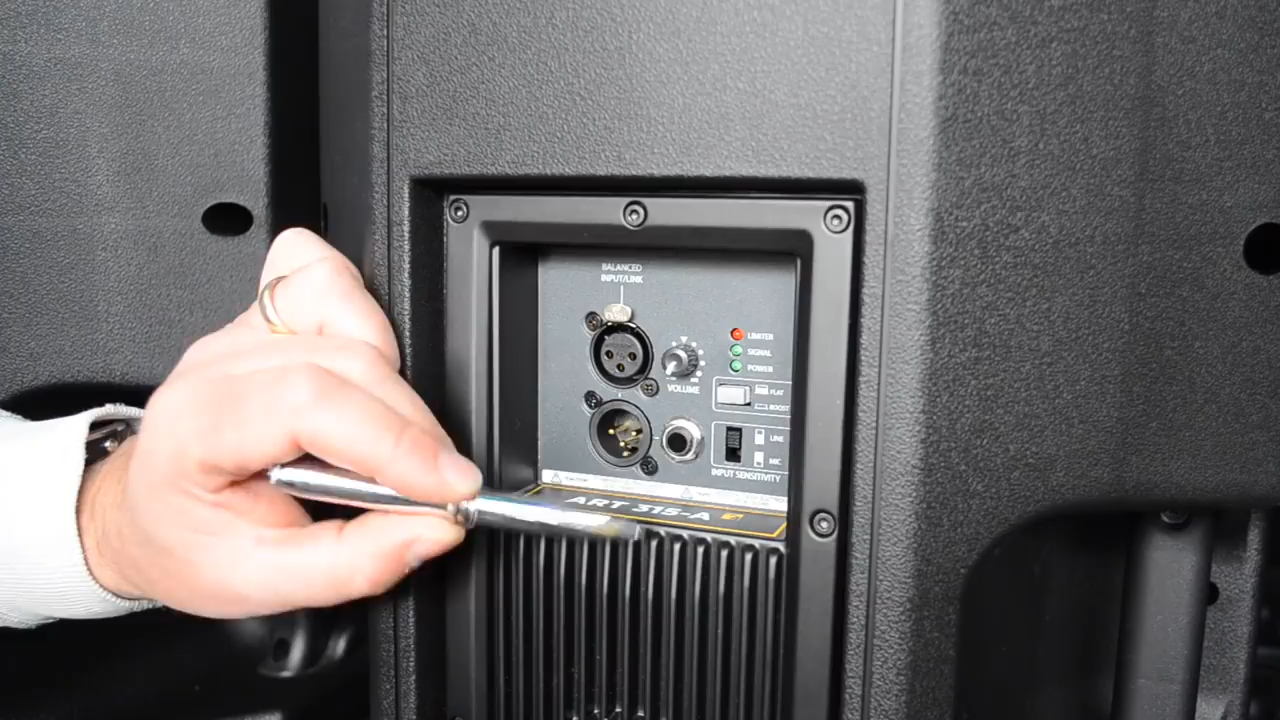 BALANCED
INPUT/LINK
LIMITER
SIGNAL
POWER
VOLUME
FLAT
BOOST
LINE
MIC
INPUT SENSITIVITY
ART 315-A